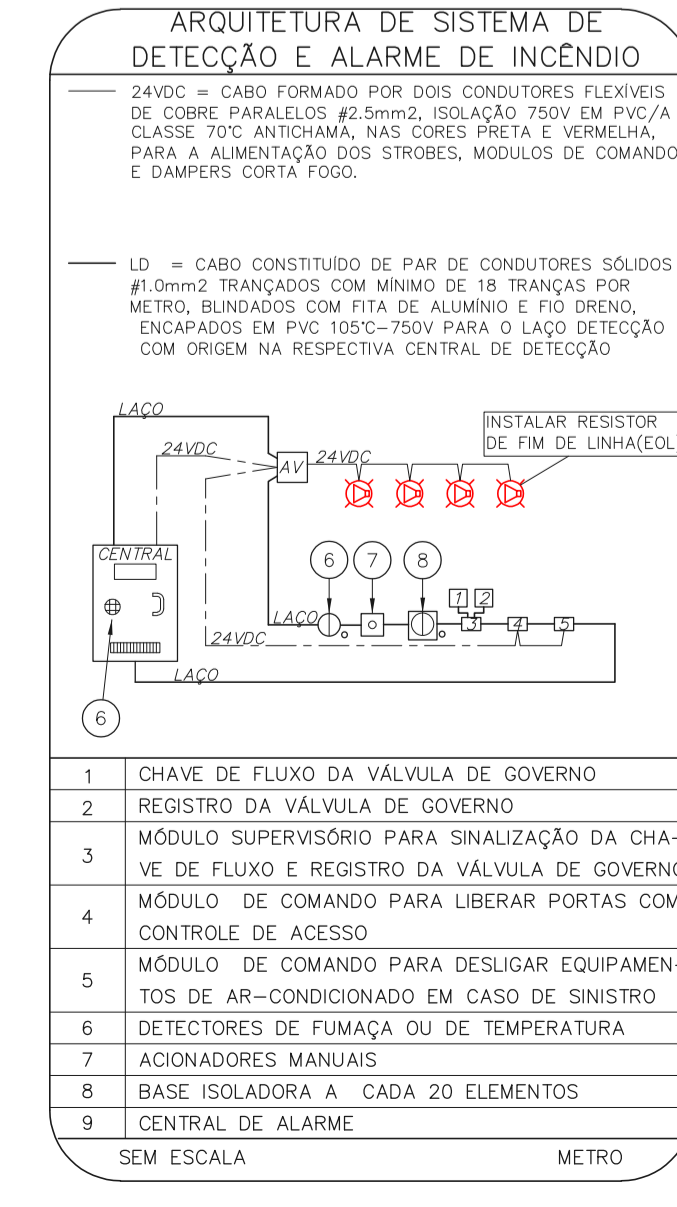 ARQUITETURA DE SISTEMA DE
DETECÇÃO E ALARME DE INCÊNDIO
24VDC = CABO FORMADO POR DOIS CONDUTORES FLEXÍVEIS
DE COBRE PARALELOS #2.5mm2, ISOLAÇÃO 750V EM PVC/A
CLASSE 70°C ANTICHAMA, NAS CORES PRETA E VERMELHA,
PARA A ALIMENTAÇÃO DOS STROBES, MODULOS DE COMANDO
E DAMPERS CORTA FOGO.
LD = CABO CONSTITUÍDO DE PAR DE CONDUTORES SÓLIDOS
#1.0mm2 TRANÇADOS COM MÍNIMO DE 18 TRANÇAS POR
METRO, BLINDADOS COM FITA DE ALUMÍNIO E FIO DRENO,
ENCAPADOS EM PVC 105°C-750V PARA O LAÇO DETECÇÃO
COM ORIGEM NA RESPECTIVA CENTRAL DE DETECÇÃO
LAÇO
INSTALAR RESISTOR
DE FIM DE LINHA(EOL)
24VDC
AV
24VDC
CENTRAL
6 7 8
1 2
LAÇO
3 4 5
24VDC
LAÇO
6
1 CHAVE DE FLUXO DA VÁLVULA DE GOVERNO
2 REGISTRO DA VÁLVULA DE GOVERNO
3 MÓDULO SUPERVISÓRIO PARA SINALIZAÇÃO DA CHA-
VE DE FLUXO E REGISTRO DA VÁLVULA DE GOVERNO
4 MÓDULO DE COMANDO PARA LIBERAR PORTAS COM
CONTROLE DE ACESSO
5 MÓDULO DE COMANDO PARA DESLIGAR EQUIPAMEN-
TOS DE AR-CONDICIONADO EM CASO DE SINISTRO
6 DETECTORES DE FUMAÇA OU DE TEMPERATURA
7 ACIONADORES MANUAIS
8 BASE ISOLADORA A CADA 20 ELEMENTOS
9 CENTRAL DE ALARME
SEM ESCALA METRO